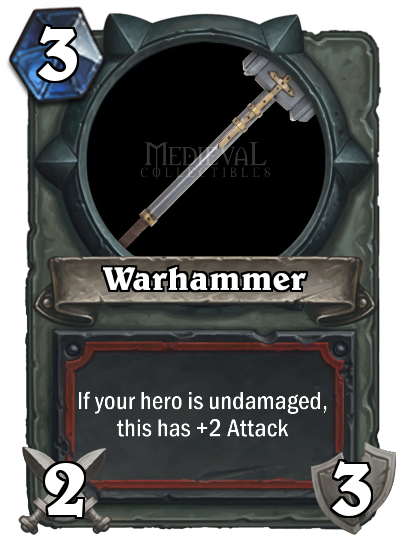 3
MEDIEVAL
COLLECTIBLES
Warhammer
If your hero is undamaged,
this has +2 Attack
2
3